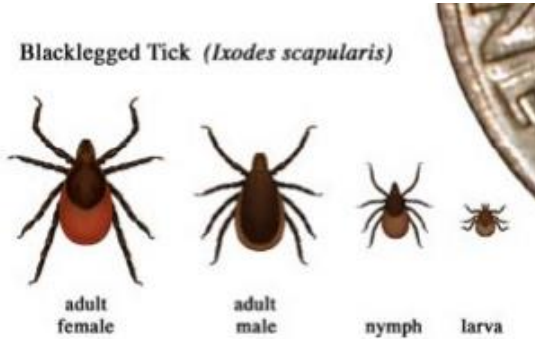 Blacklegged Tick (Ixodes scapularis)
adult
female
adult
male
nymph
larva